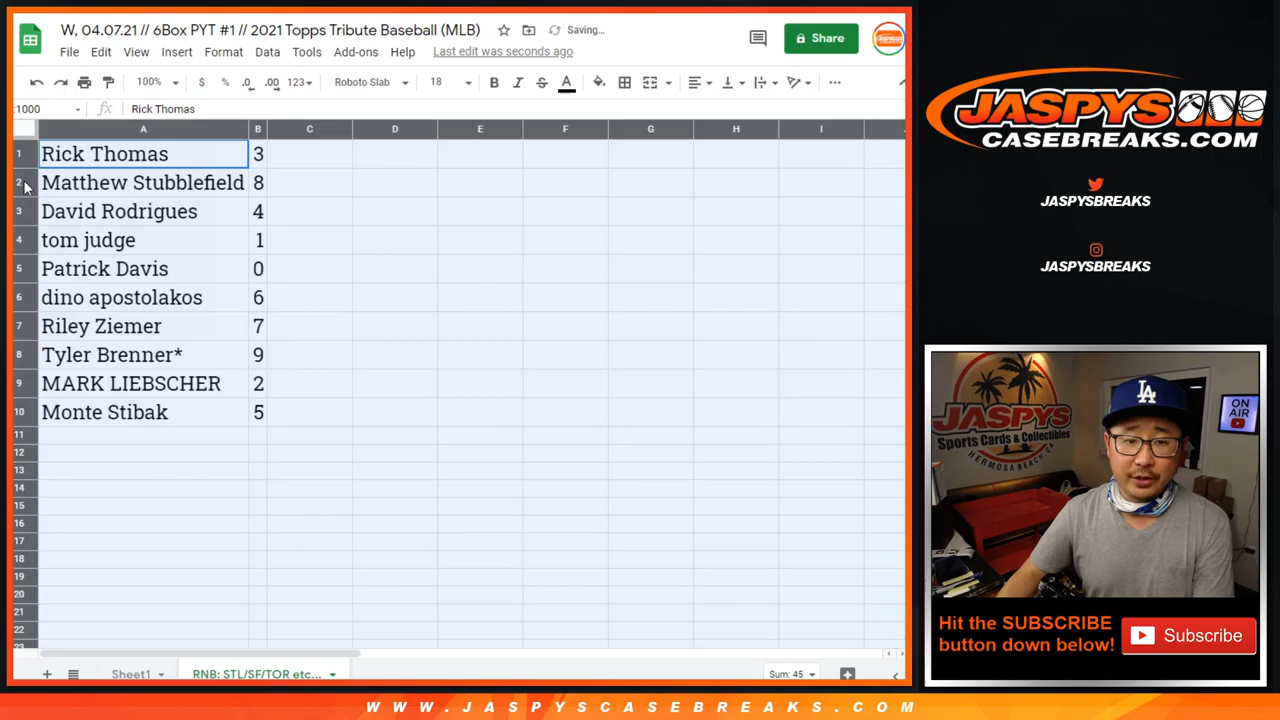 W, 04.07.21 // 6Box PYT #1 // 2021 Topps Tribute Baseball (MLB)
Saving...
Share
File Edit View Insert Format Data Tools Add-ons Help Last edit was seconds ago
100% $ % .0 .00 123 Roboto Slab 18 B I S A
:1000 fx Rick Thomas
A B C D E F G H I
1 Rick Thomas 3
2 Matthew Stubblefield 8
3 David Rodrigues 4
4 tom judge 1
5 Patrick Davis 0
6 dino apostolakos 6
7 Riley Ziemer 7
8 Tyler Brenner* 9
9 MARK LIEBSCHER 2
10 Monte Stibak 5
11
12
13
14
15
16
17
18
19
20
21
22
23
Sheet1 RNB: STL/SF/TOR etc... Sum: 45
JASPYS
CASEBREAKS.COM
JASPYSBREAKS
JASPYSBREAKS
JASPYS
Sports Cards & Collectibles
HERMOSA BEACH, CA
LA
ON
AIR
Hit the SUBSCRIBE
button down below!
Subscribe
WWW.JASPYSCASEBREAKS.COM